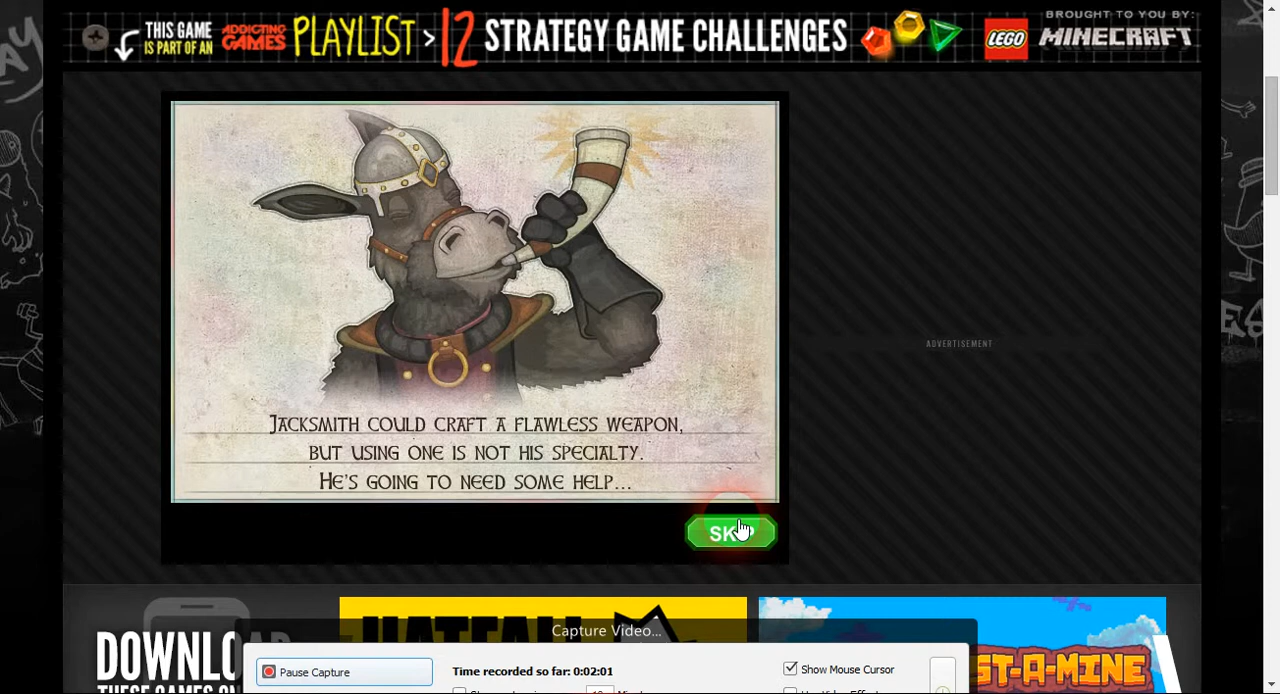 THIS GAME
IS PART OF AN
ADDICTING
GAMES
PLAYLIST > 12 STRATEGY GAME CHALLENGES
BROUGHT TO YOU BY:
LEGO MINECRAFT
ADVERTISEMENT
JACKSMITH COULD CRAFT A FLAWLESS WEAPON,
BUT USING ONE IS NOT HIS SPECIALTY.
HE'S GOING TO NEED SOME HELP...
Capture Video...
Pause Capture
Time recorded so far: 0:02:01
Show Mouse Cursor